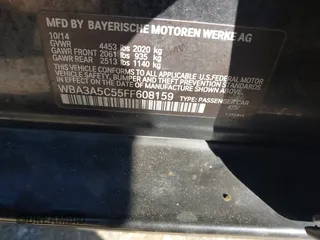 MFD BY BAYERISCHE MOTOREN WERKE AG
10/14
GVWR 4453 lbs 2020 kg
GAWR FRONT 2061 lbs 935 kg
GAWR REAR 2513 lbs 1140 kg
THIS VEHICLE CONFORMS TO ALL APPLICABLE U.S. FEDERAL
MOTOR VEHICLE SAFETY, BUMPER, AND THEFT PREVENTION
STANDARDS IN EFFECT ON THE DATE OF MANUFACTURE
SHOWN ABOVE.
WBA3A5C55FF608159
TYPE: PASSENGER CAR